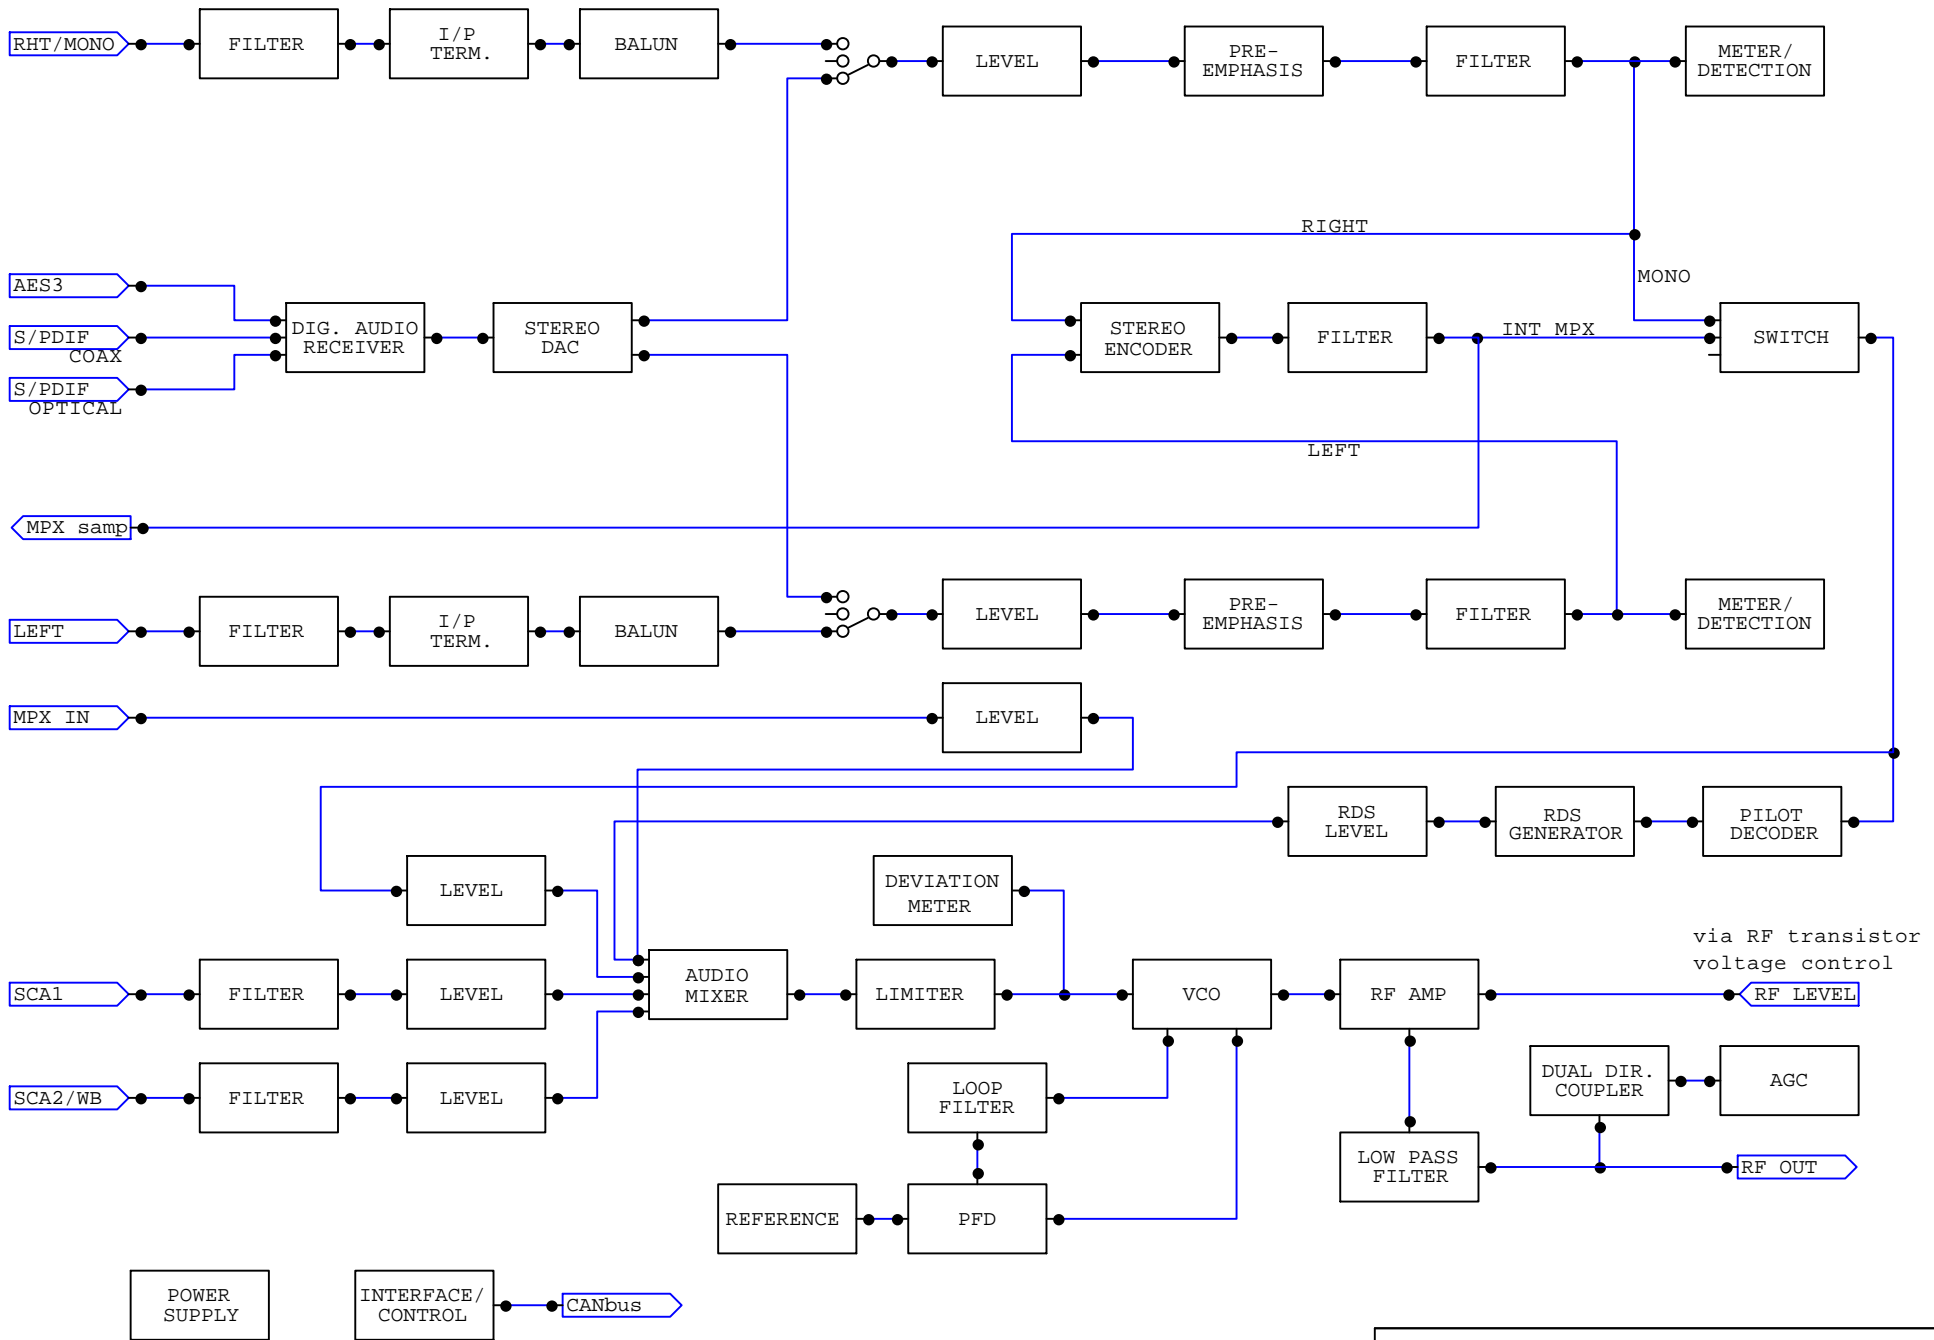 RHT/MONO
FILTER
I/P
TERM.
BALUN
LEVEL
PRE-
EMPHASIS
FILTER
METER/
DETECTION
RIGHT
MONO
AES3
S/PDIF
COAX
S/PDIF
OPTICAL
DIG. AUDIO
RECEIVER
STEREO
DAC
STEREO
ENCODER
FILTER
INT MPX
SWITCH
LEFT
MPX samp
LEFT
FILTER
I/P
TERM.
BALUN
LEVEL
PRE-
EMPHASIS
FILTER
METER/
DETECTION
MPX IN
LEVEL
RDS
LEVEL
RDS
GENERATOR
PILOT
DECODER
LEVEL
DEVIATION
METER
via RF transistor
voltage control
SCA1
FILTER
LEVEL
AUDIO
MIXER
LIMITER
VCO
RF AMP
RF LEVEL
SCA2/WB
FILTER
LEVEL
LOOP
FILTER
DUAL DIR.
COUPLER
AGC
LOW PASS
FILTER
RF OUT
REFERENCE
PFD
POWER
SUPPLY
INTERFACE/
CONTROL
CANbus